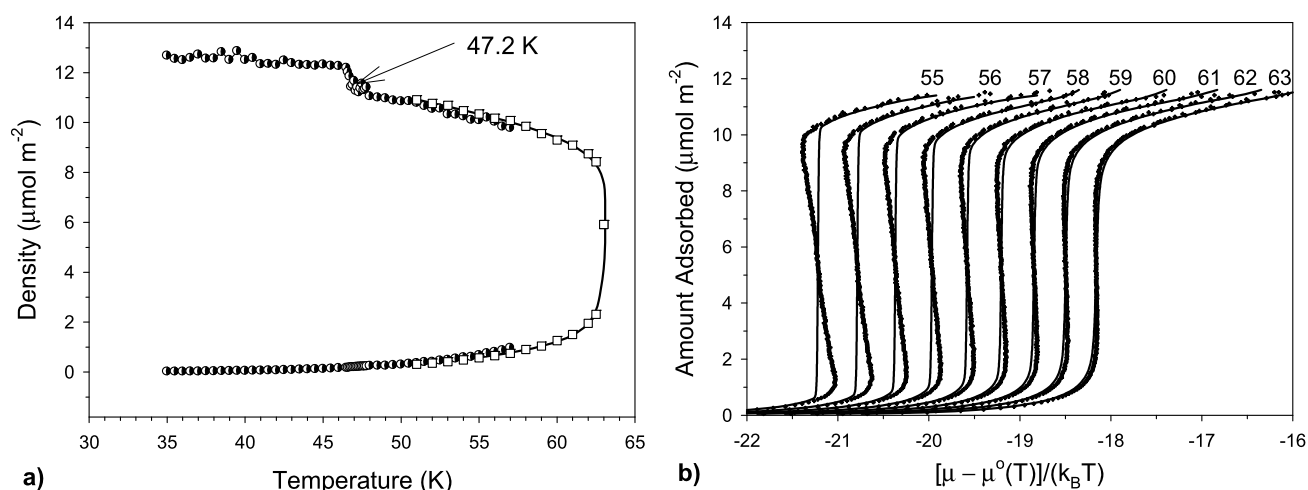 14
12
10
8
6
4
2
0
Density (μmol m⁻²)
47.2 K
30 35 40 45 50 55 60 65
Temperature (K)
a)
14
12
10
8
6
4
2
0
Amount Adsorbed (μmol m⁻²)
55 56 57 58 59 60 61 62 63
-22 -21 -20 -19 -18 -17 -16
[μ − μ°(T)]/(k_BT)
b)